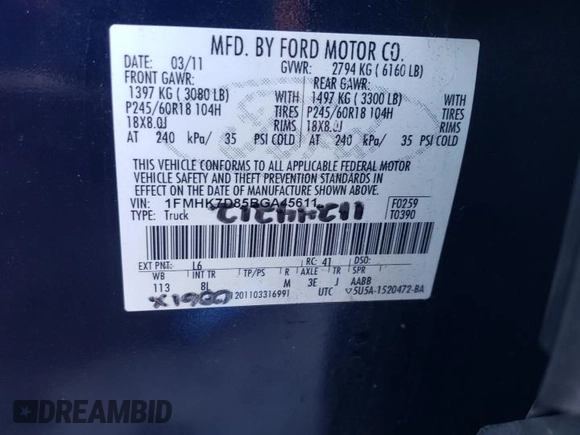 MFD. BY FORD MOTOR CO.
DATE: 03/11 GVWR: 2794 KG ( 6160 LB)
FRONT GAWR: REAR GAWR:
1397 KG ( 3080 LB) WITH 1497 KG ( 3300 LB) WITH
P245/60R18 104H TIRES P245/60R18 104H TIRES
18X8.0J RIMS 18X8.0J RIMS
AT 240 kPa/ 35 PSI COLD AT 240 kPa/ 35 PSI COLD
THIS VEHICLE CONFORMS TO ALL APPLICABLE FEDERAL MOTOR
VEHICLE SAFETY AND THEFT PREVENTION STANDARDS IN
EFFECT ON THE DATE OF MANUFACTURE SHOWN ABOVE.
VIN: 1FMHK7D85BGA45611 F0259
TYPE: Truck T0390
EXT PNT: L6 RC: 41 DSO:
WB INT TR TP/PS R AXLE TR SPR
113 8L M 3E J AABB
201103316991 UTC 5U5A-1520472-BA
DREAMBID